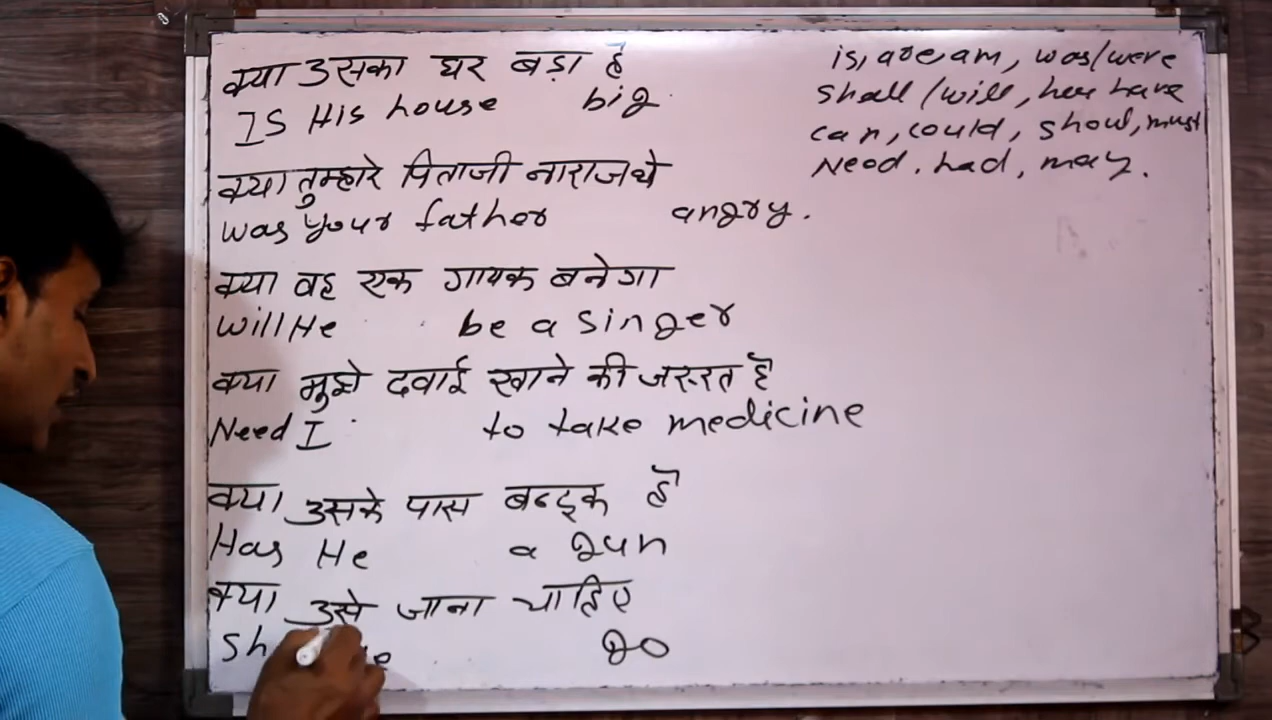 क्या उसका घर बड़ा है
Is His house big
क्या तुम्हारे पिताजी नाराज थे
was your father angry.
क्या वह एक गायक बनेगा
will He be a singer
क्या मुझे दवाई खाने की जरूरत है
Need I to take medicine
क्या उसके पास बन्दूक है
Has He a gun
क्या उसे जाना चाहिए
Sh go
is, are, am, was/were
Shall/will, have
can, could, shoul, must
Need, had, may.